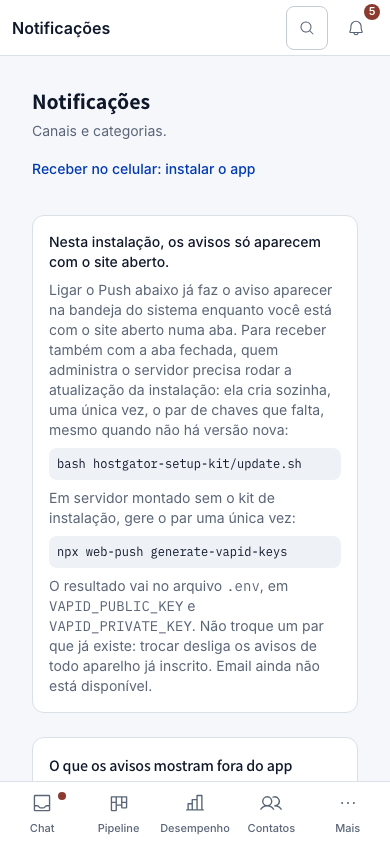 Notificações
5
Notificações
Canais e categorias.
Receber no celular: instalar o app
Nesta instalação, os avisos só aparecem
com o site aberto.
Ligar o Push abaixo já faz o aviso aparecer
na bandeja do sistema enquanto você está
com o site aberto numa aba. Para receber
também com a aba fechada, quem
administra o servidor precisa rodar a
atualização da instalação: ela cria sozinha,
uma única vez, o par de chaves que falta,
mesmo quando não há versão nova:
bash hostgator-setup-kit/update.sh
Em servidor montado sem o kit de
instalação, gere o par uma única vez:
npx web-push generate-vapid-keys
O resultado vai no arquivo .env, em
VAPID_PUBLIC_KEY e
VAPID_PRIVATE_KEY. Não troque um par
que já existe: trocar desliga os avisos de
todo aparelho já inscrito. Email ainda não
está disponível.
O que os avisos mostram fora do app
Chat
Pipeline
Desempenho
Contatos
Mais